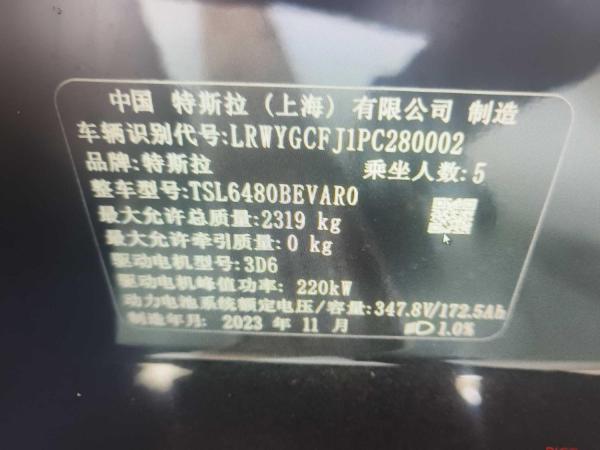 中国 特斯拉 (上海) 有限公司 制造
车辆识别代号:LRWYGCFJ1PC280002
品牌:特斯拉 乘坐人数:5
整车型号:TSL6480BEVAR0
最大允许总质量:2319 kg
最大允许牵引质量:0 kg
驱动电机型号:3D6
驱动电机峰值功率: 220kW
动力电池系统额定电压/容量:347.8V/172.5Ah
制造年月: 2023 年 11 月 1.0%